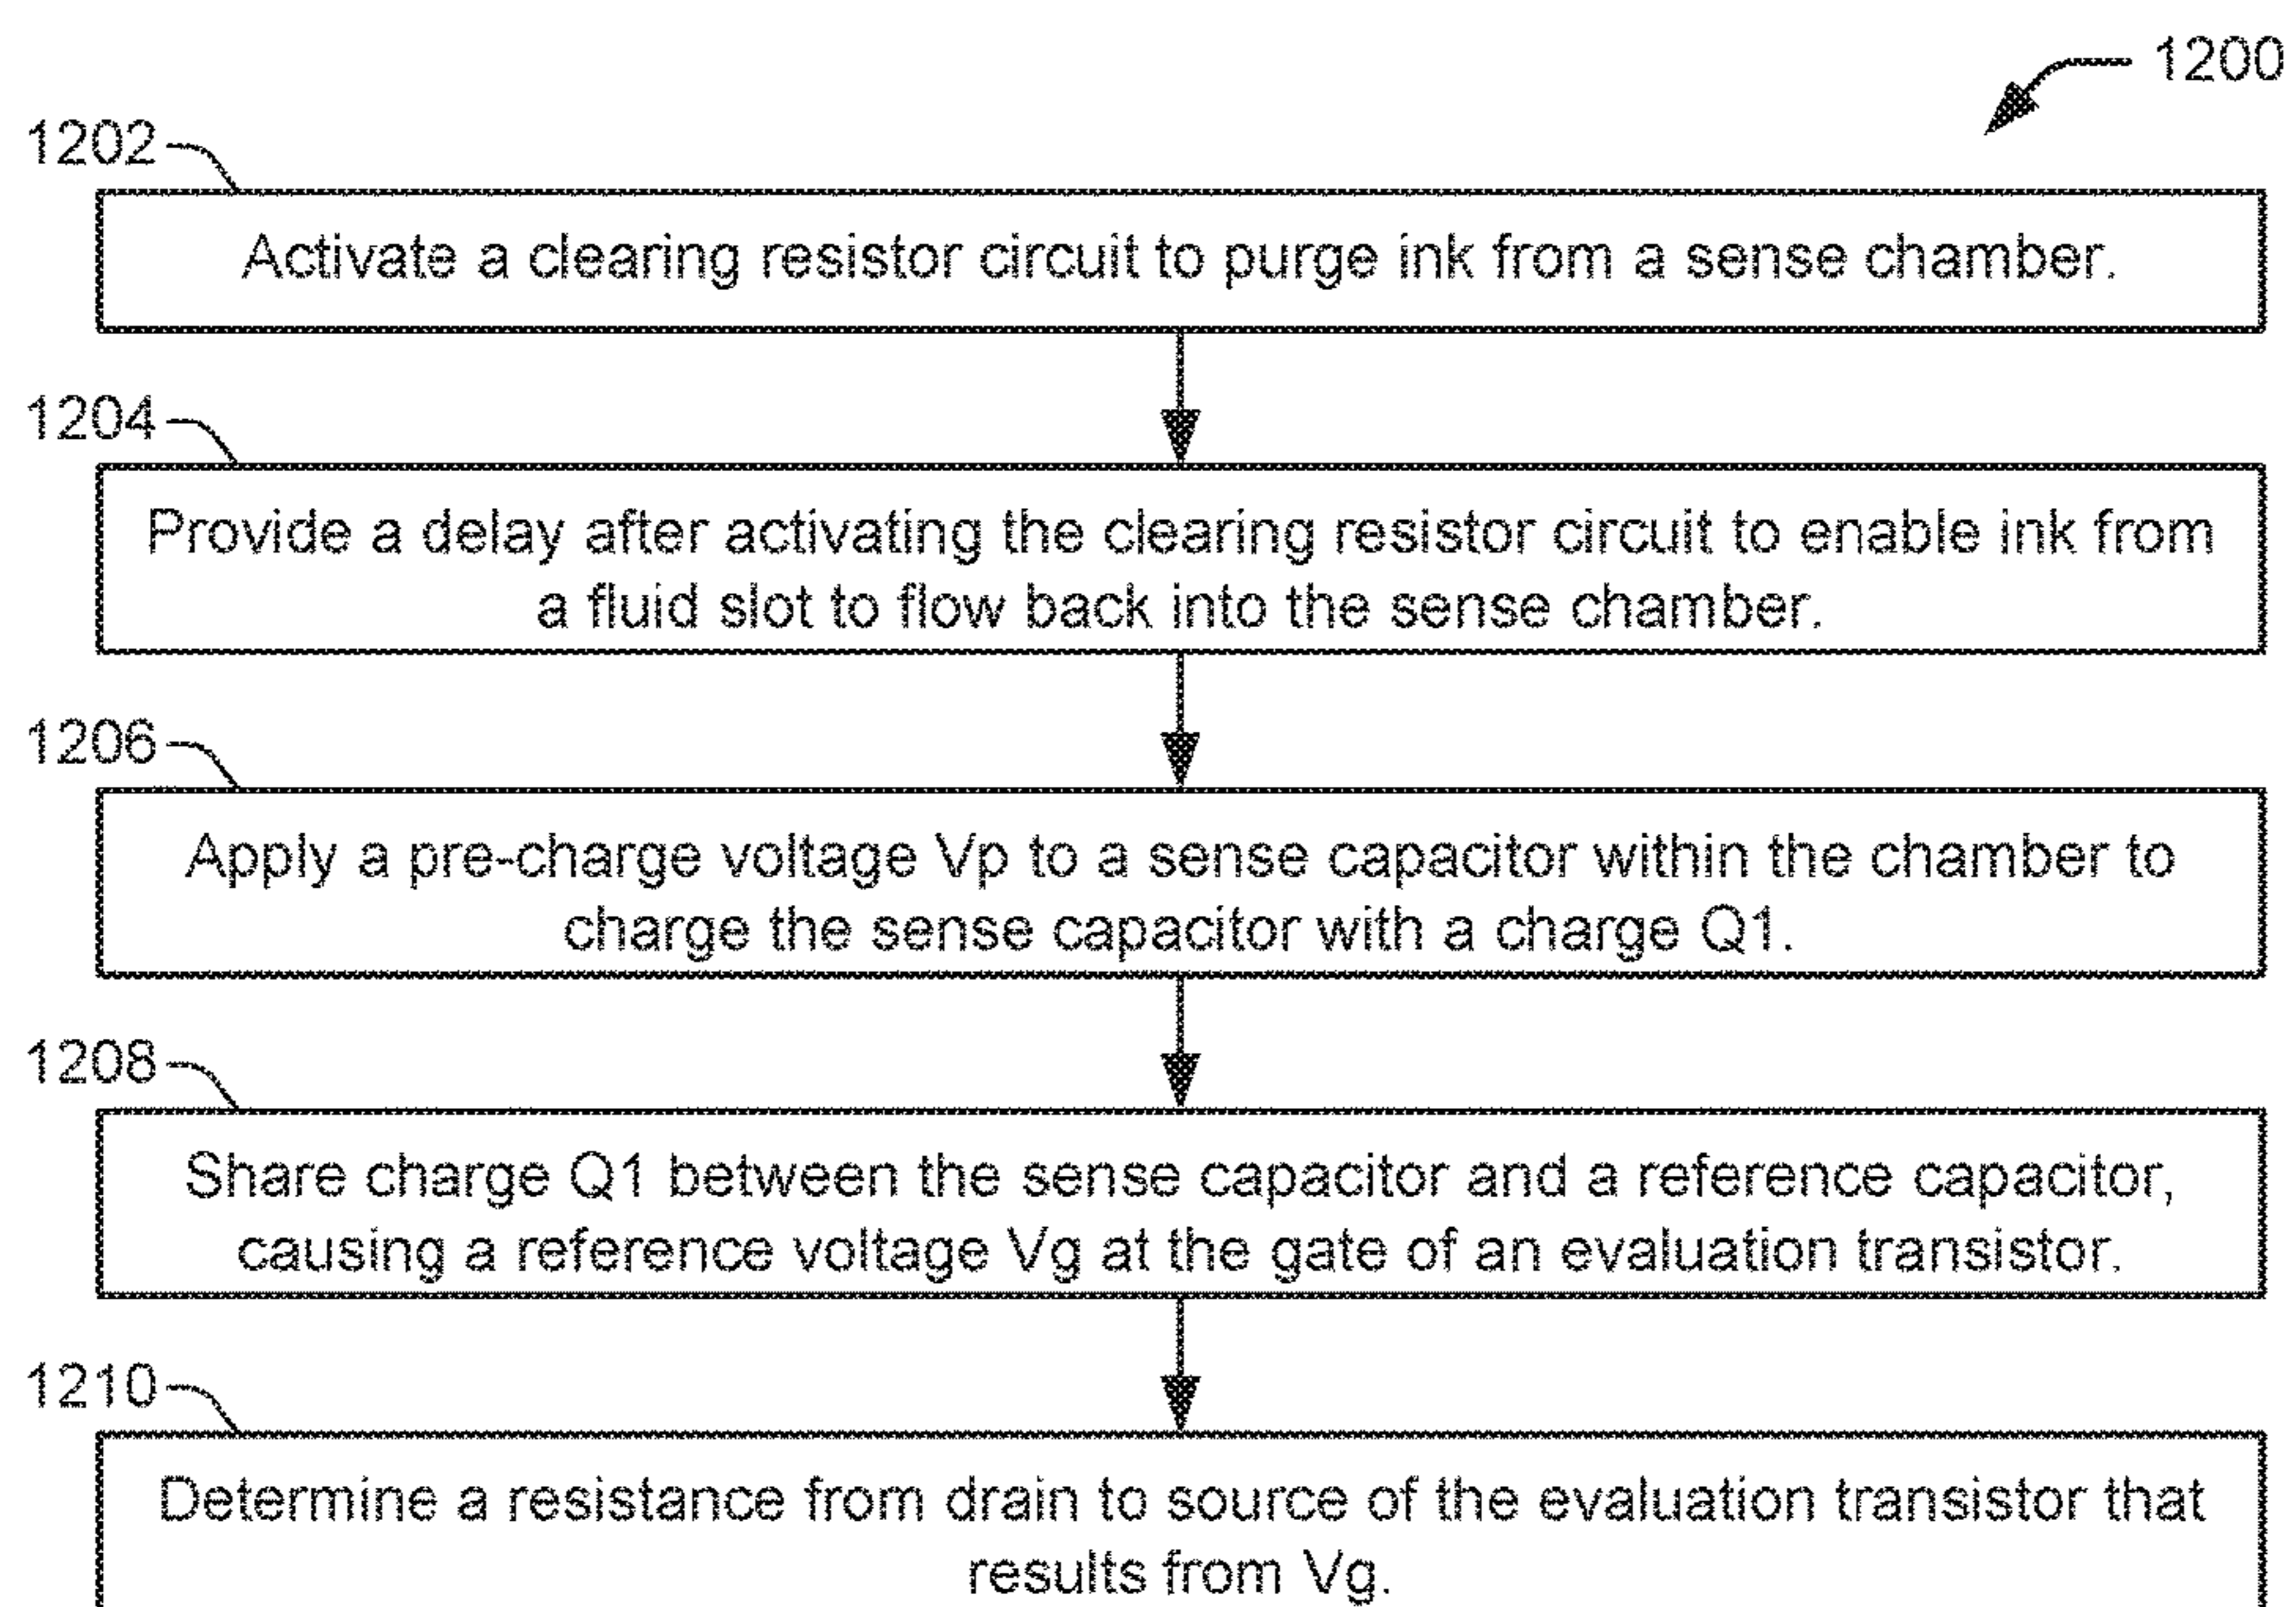 1200
1202
Activate a clearing resistor circuit to purge ink from a sense chamber.
1204
Provide a delay after activating the clearing resistor circuit to enable ink from
a fluid slot to flow back into the sense chamber.
1206
Apply a pre-charge voltage Vp to a sense capacitor within the chamber to
charge the sense capacitor with a charge Q1.
1208
Share charge Q1 between the sense capacitor and a reference capacitor,
causing a reference voltage Vg at the gate of an evaluation transistor.
1210
Determine a resistance from drain to source of the evaluation transistor that
results from Vg.